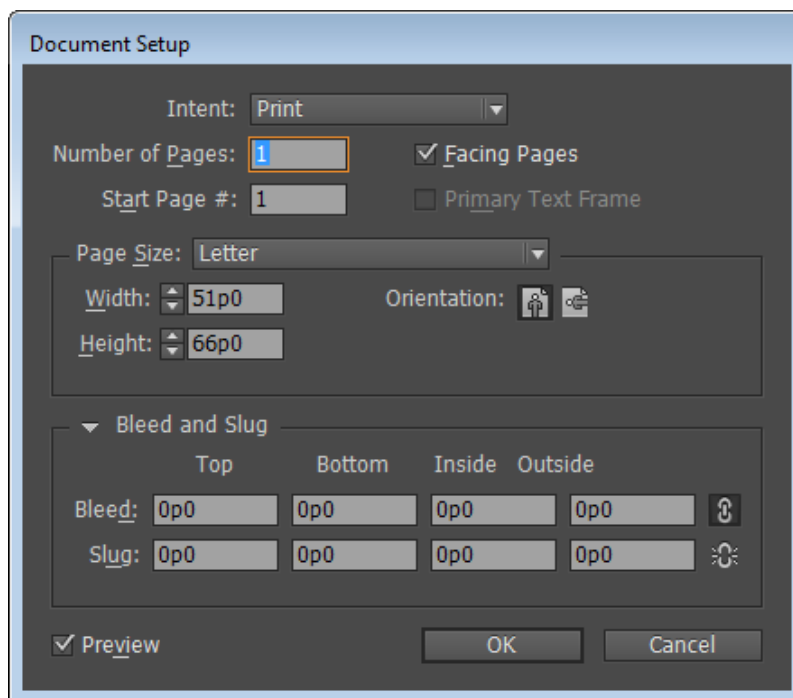 Document Setup
Intent: Print
Number of Pages: 1 Facing Pages
Start Page #: 1 Primary Text Frame
Page Size: Letter
Width: 51p0 Orientation:
Height: 66p0
Bleed and Slug
Top Bottom Inside Outside
Bleed: 0p0 0p0 0p0 0p0
Slug: 0p0 0p0 0p0 0p0
Preview OK Cancel